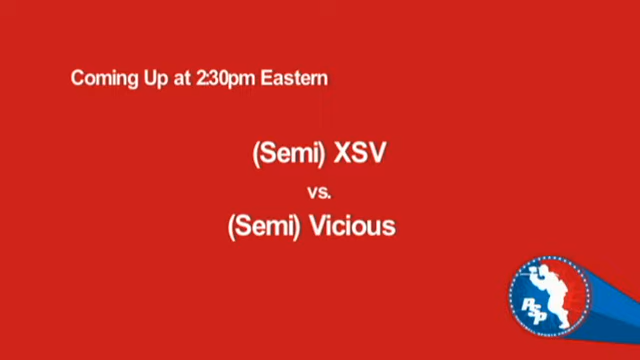 Coming Up at 2:30pm Eastern
(Semi) XSV
vs.
(Semi) Vicious
PSP